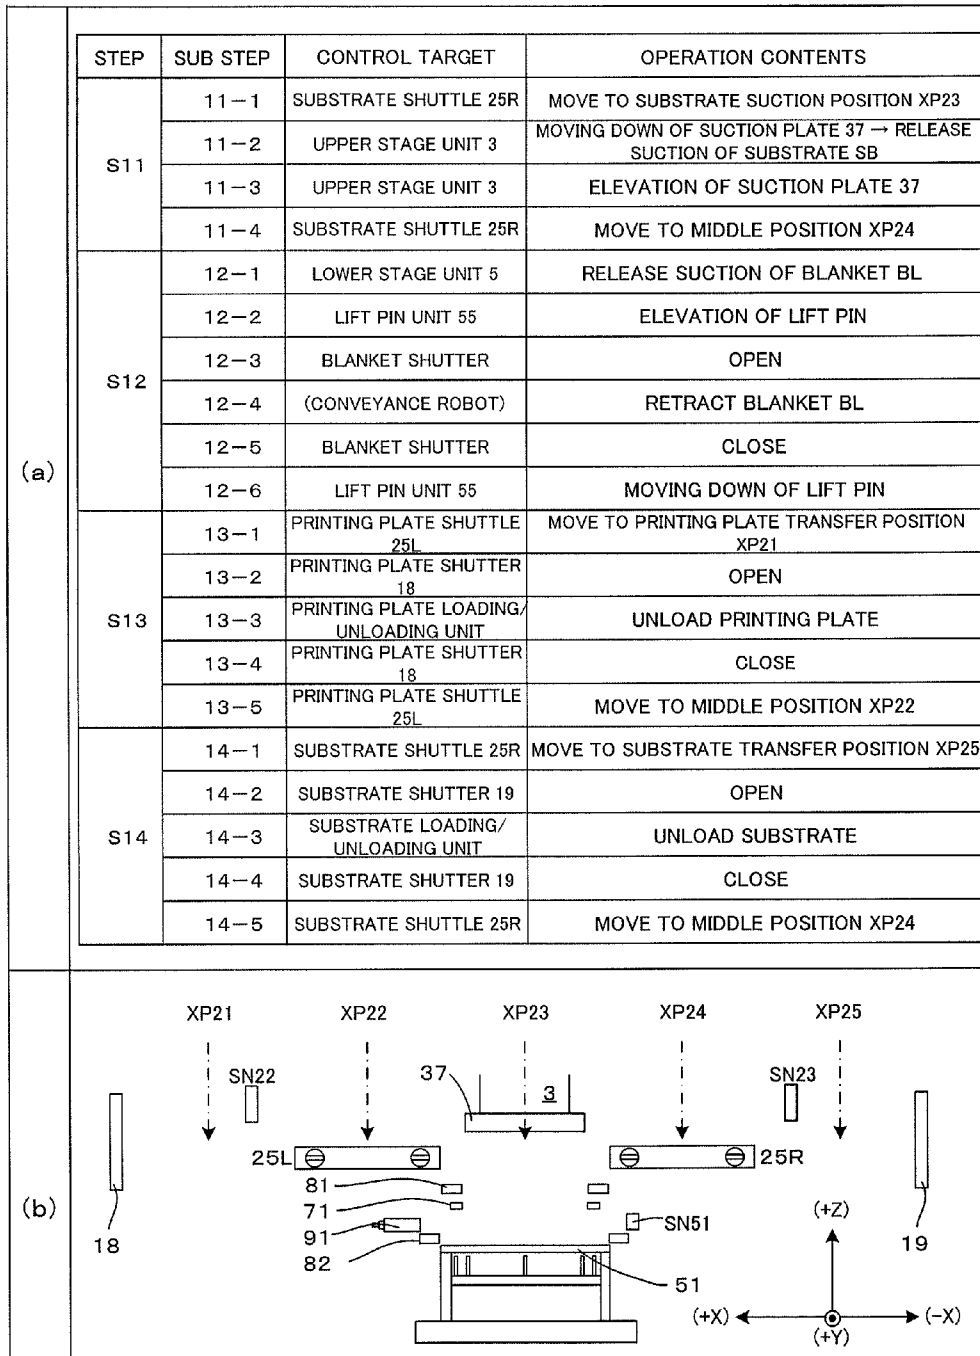 (a)
STEP SUB STEP CONTROL TARGET OPERATION CONTENTS
S11
11-1 SUBSTRATE SHUTTLE 25R MOVE TO SUBSTRATE SUCTION POSITION XP23
11-2 UPPER STAGE UNIT 3 MOVING DOWN OF SUCTION PLATE 37 → RELEASE
SUCTION OF SUBSTRATE SB
11-3 UPPER STAGE UNIT 3 ELEVATION OF SUCTION PLATE 37
11-4 SUBSTRATE SHUTTLE 25R MOVE TO MIDDLE POSITION XP24
S12
12-1 LOWER STAGE UNIT 5 RELEASE SUCTION OF BLANKET BL
12-2 LIFT PIN UNIT 55 ELEVATION OF LIFT PIN
12-3 BLANKET SHUTTER OPEN
12-4 (CONVEYANCE ROBOT) RETRACT BLANKET BL
12-5 BLANKET SHUTTER CLOSE
12-6 LIFT PIN UNIT 55 MOVING DOWN OF LIFT PIN
S13
13-1 PRINTING PLATE SHUTTLE
25L
MOVE TO PRINTING PLATE TRANSFER POSITION
XP21
13-2 PRINTING PLATE SHUTTER
18
OPEN
13-3 PRINTING PLATE LOADING/
UNLOADING UNIT
UNLOAD PRINTING PLATE
13-4 PRINTING PLATE SHUTTER
18
CLOSE
13-5 PRINTING PLATE SHUTTLE
25L
MOVE TO MIDDLE POSITION XP22
S14
14-1 SUBSTRATE SHUTTLE 25R MOVE TO SUBSTRATE TRANSFER POSITION XP25
14-2 SUBSTRATE SHUTTER 19 OPEN
14-3 SUBSTRATE LOADING/
UNLOADING UNIT
UNLOAD SUBSTRATE
14-4 SUBSTRATE SHUTTER 19 CLOSE
14-5 SUBSTRATE SHUTTLE 25R MOVE TO MIDDLE POSITION XP24
(b)
XP21 XP22 XP23 XP24 XP25
SN22 37 3 SN23
25L 25R
81
71
91 SN51
82
18 51 19
(+Z)
(+X) (-X)
(+Y)